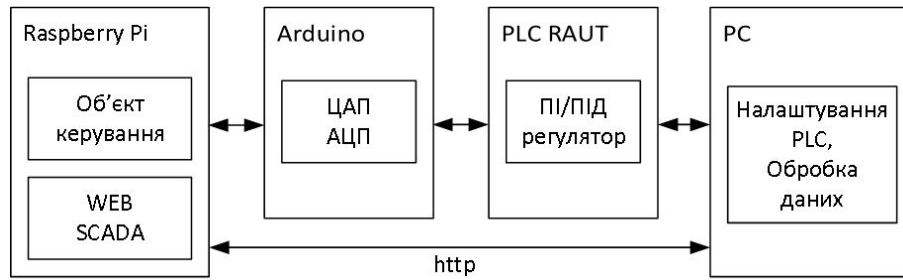 Raspberry Pi
Об’єкт
керування
WEB
SCADA
Arduino
ЦАП
АЦП
PLC RAUT
ПІ/ПІД
регулятор
PC
Налаштування
PLC,
Обробка
даних
http